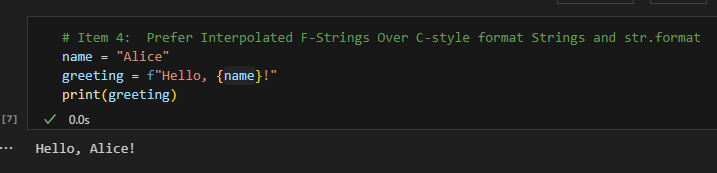 # Item 4:  Prefer Interpolated F-Strings Over C-style format Strings and str.format
name = "Alice"
greeting = f"Hello, {name}!"
print(greeting)
[7]
✓ 0.0s
... Hello, Alice!